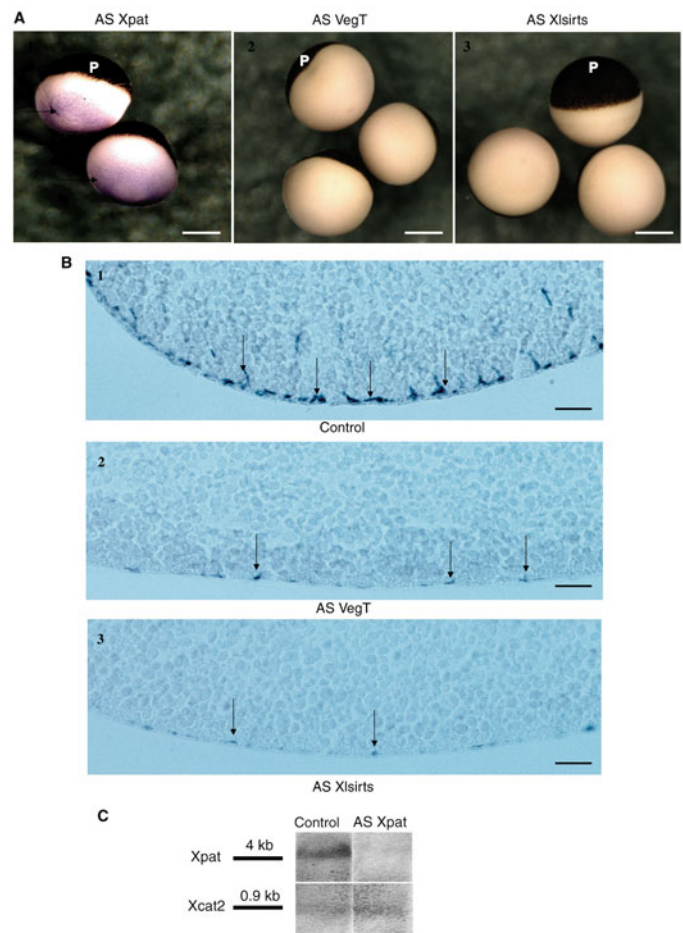 A
AS Xpat
AS VegT
AS Xlsirts
P
2
P
3
P
B
1
Control
2
AS VegT
3
AS Xlsirts
C
Control AS Xpat
Xpat 4 kb
Xcat2 0.9 kb